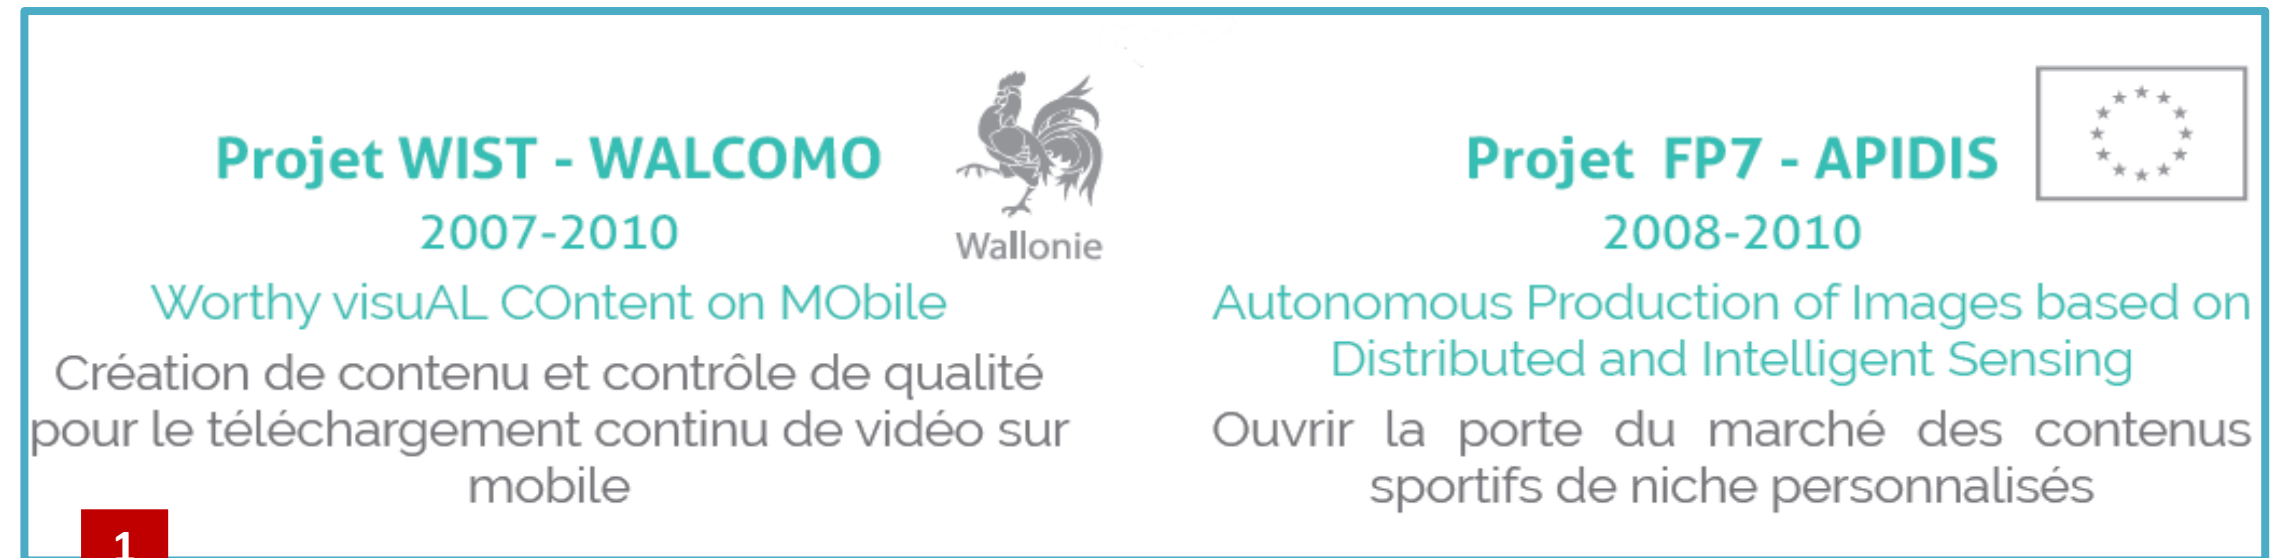 Projet WIST - WALCOMO
2007-2010
Wallonie
Worthy visuAL COntent on MObile
Création de contenu et contrôle de qualité
pour le téléchargement continu de vidéo sur
mobile
Projet FP7 - APIDIS
2008-2010
Autonomous Production of Images based on
Distributed and Intelligent Sensing
Ouvrir la porte du marché des contenus
sportifs de niche personnalisés
1